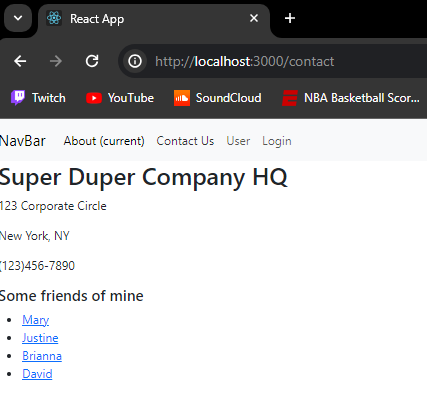 React App
http://localhost:3000/contact
Twitch YouTube SoundCloud NBA Basketball Scor...
NavBar About (current) Contact Us User Login
Super Duper Company HQ
123 Corporate Circle
New York, NY
(123)456-7890
Some friends of mine
Mary
Justine
Brianna
David